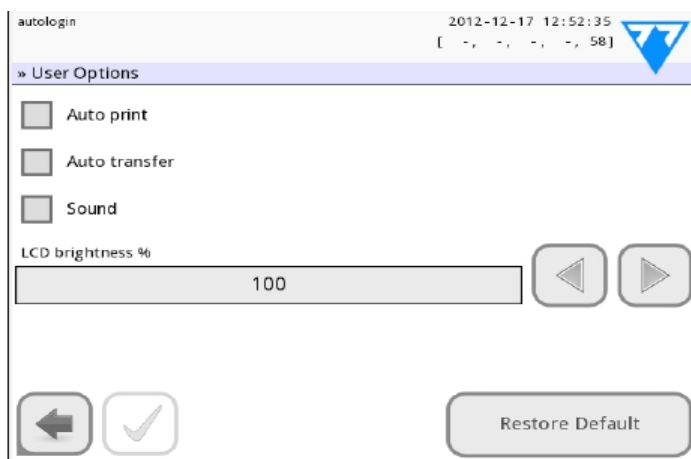 autologin
2012-12-17 12:52:35
[ -, -, -, -, 58]
» User Options
Auto print
Auto transfer
Sound
LCD brightness %
100
Restore Default